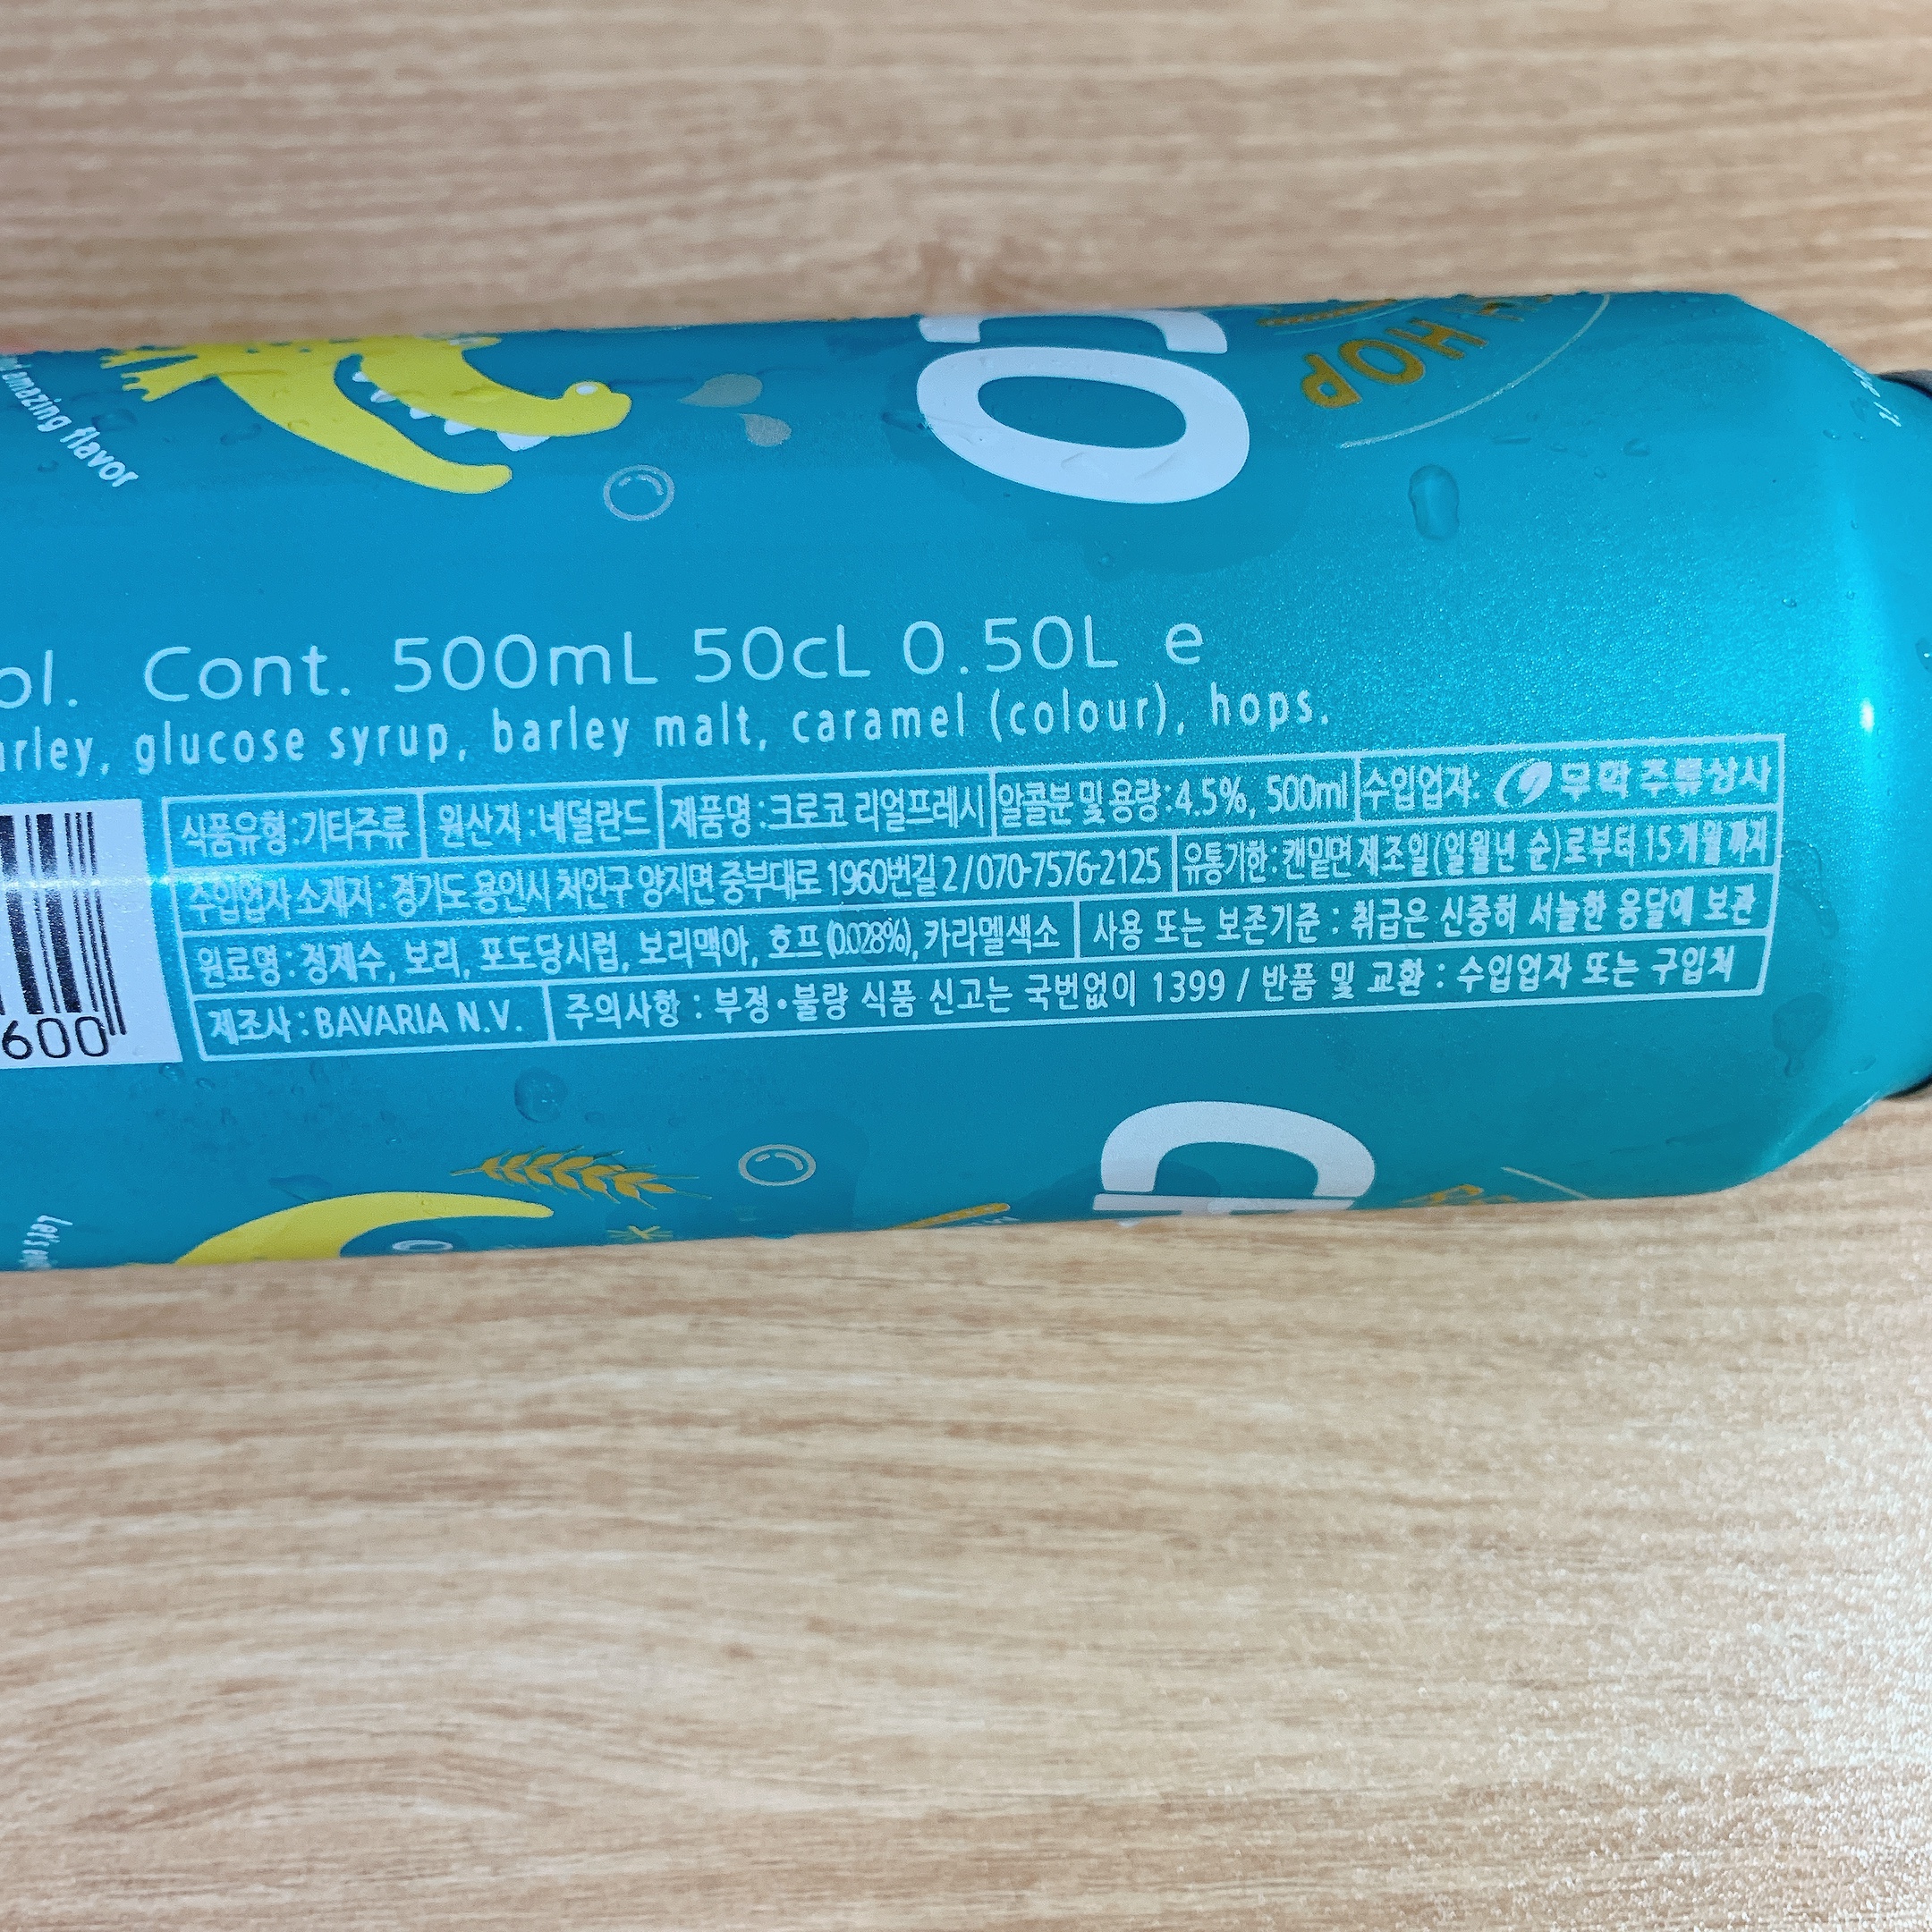 amazing flavor
CO
HOP
ol. Cont. 500mL 50cL 0.50L e
rley, glucose syrup, barley malt, caramel (colour), hops.
식품유형:기타주류 원산지:네덜란드 제품명:크로코 리얼프레시 알콜분 및 용량:4.5%, 500ml 수입업자: 무학주류상사
수입업자 소재지: 경기도 용인시 처인구 양지면 중부대로 1960번길 2/070-7576-2125 유통기한:캔밑면 제조일(일월년 순)로부터 15개월까지
원료명:정제수, 보리, 포도당시럽, 보리맥아, 호프(0.028%), 카라멜색소 사용 또는 보존기준 : 취급은 신중히 서늘한 응달에 보관
제조사:BAVARIA N.V. 주의사항 : 부정•불량 식품 신고는 국번없이 1399 / 반품 및 교환 : 수입업자 또는 구입처
600
Let's
C